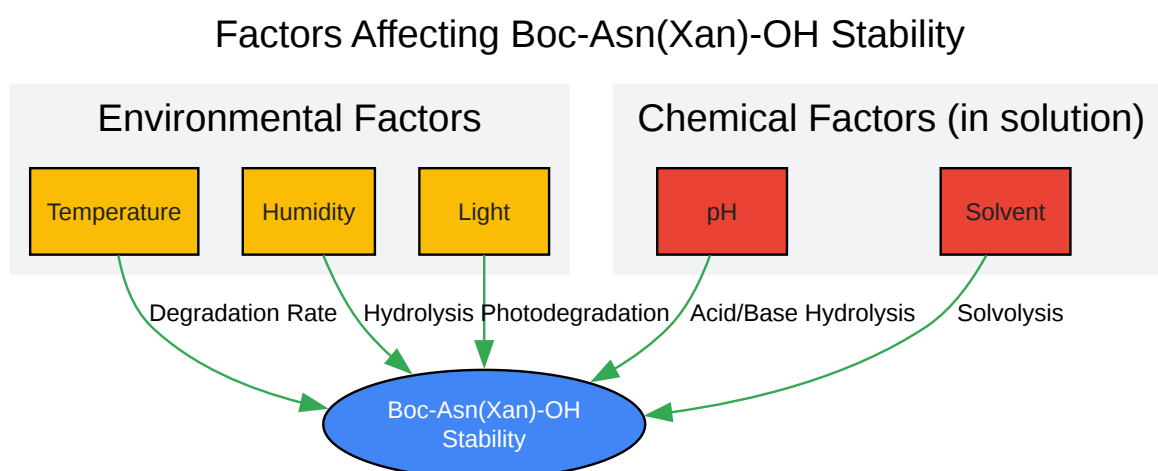 Factors Affecting Boc-Asn(Xan)-OH Stability
Environmental Factors
Chemical Factors (in solution)
Temperature
Humidity
Light
pH
Solvent
Degradation Rate
Hydrolysis
Photodegradation
Acid/Base Hydrolysis
Solvolysis
Boc-Asn(Xan)-OH
Stability